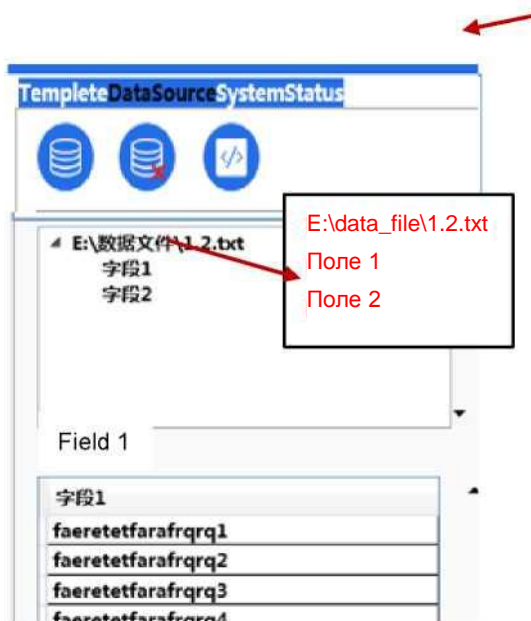 TempleteDataSourceSystemStatus
E:\数据文件\1.2.txt
字段1
字段2
E:\data_file\1.2.txt
Поле 1
Поле 2
Field 1
字段1
faeretetfarafrqrq1
faeretetfarafrqrq2
faeretetfarafrqrq3
faeretetfarafrqrq4